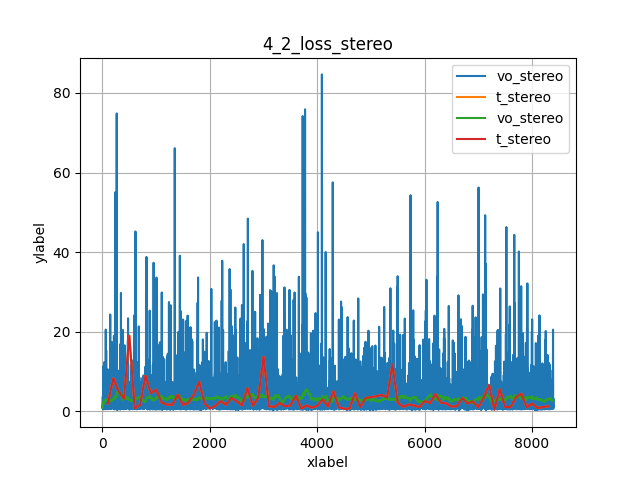 4_2_loss_stereo
vo_stereo
t_stereo
vo_stereo
t_stereo
ylabel
80
60
40
20
0
0 2000 4000 6000 8000
xlabel